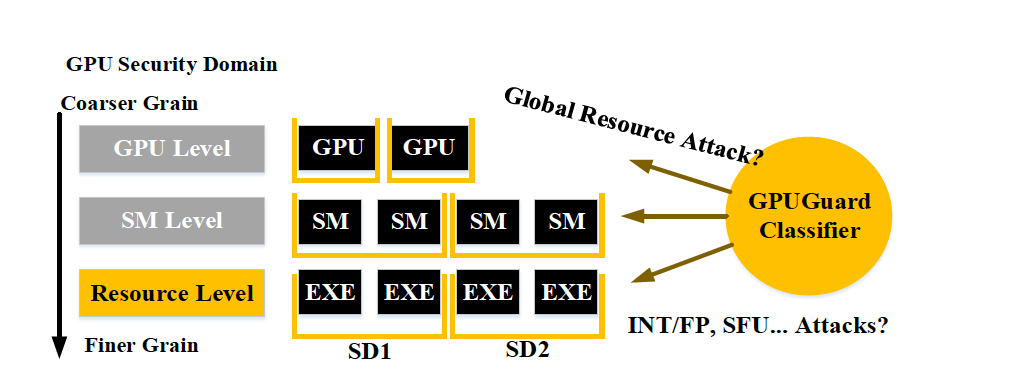 GPU Security Domain
Coarser Grain
Global Resource Attack?
GPU Level
GPU GPU
SM Level
SM SM SM SM
GPUGuard
Classifier
Resource Level
EXE EXE EXE EXE
INT/FP, SFU... Attacks?
Finer Grain
SD1 SD2